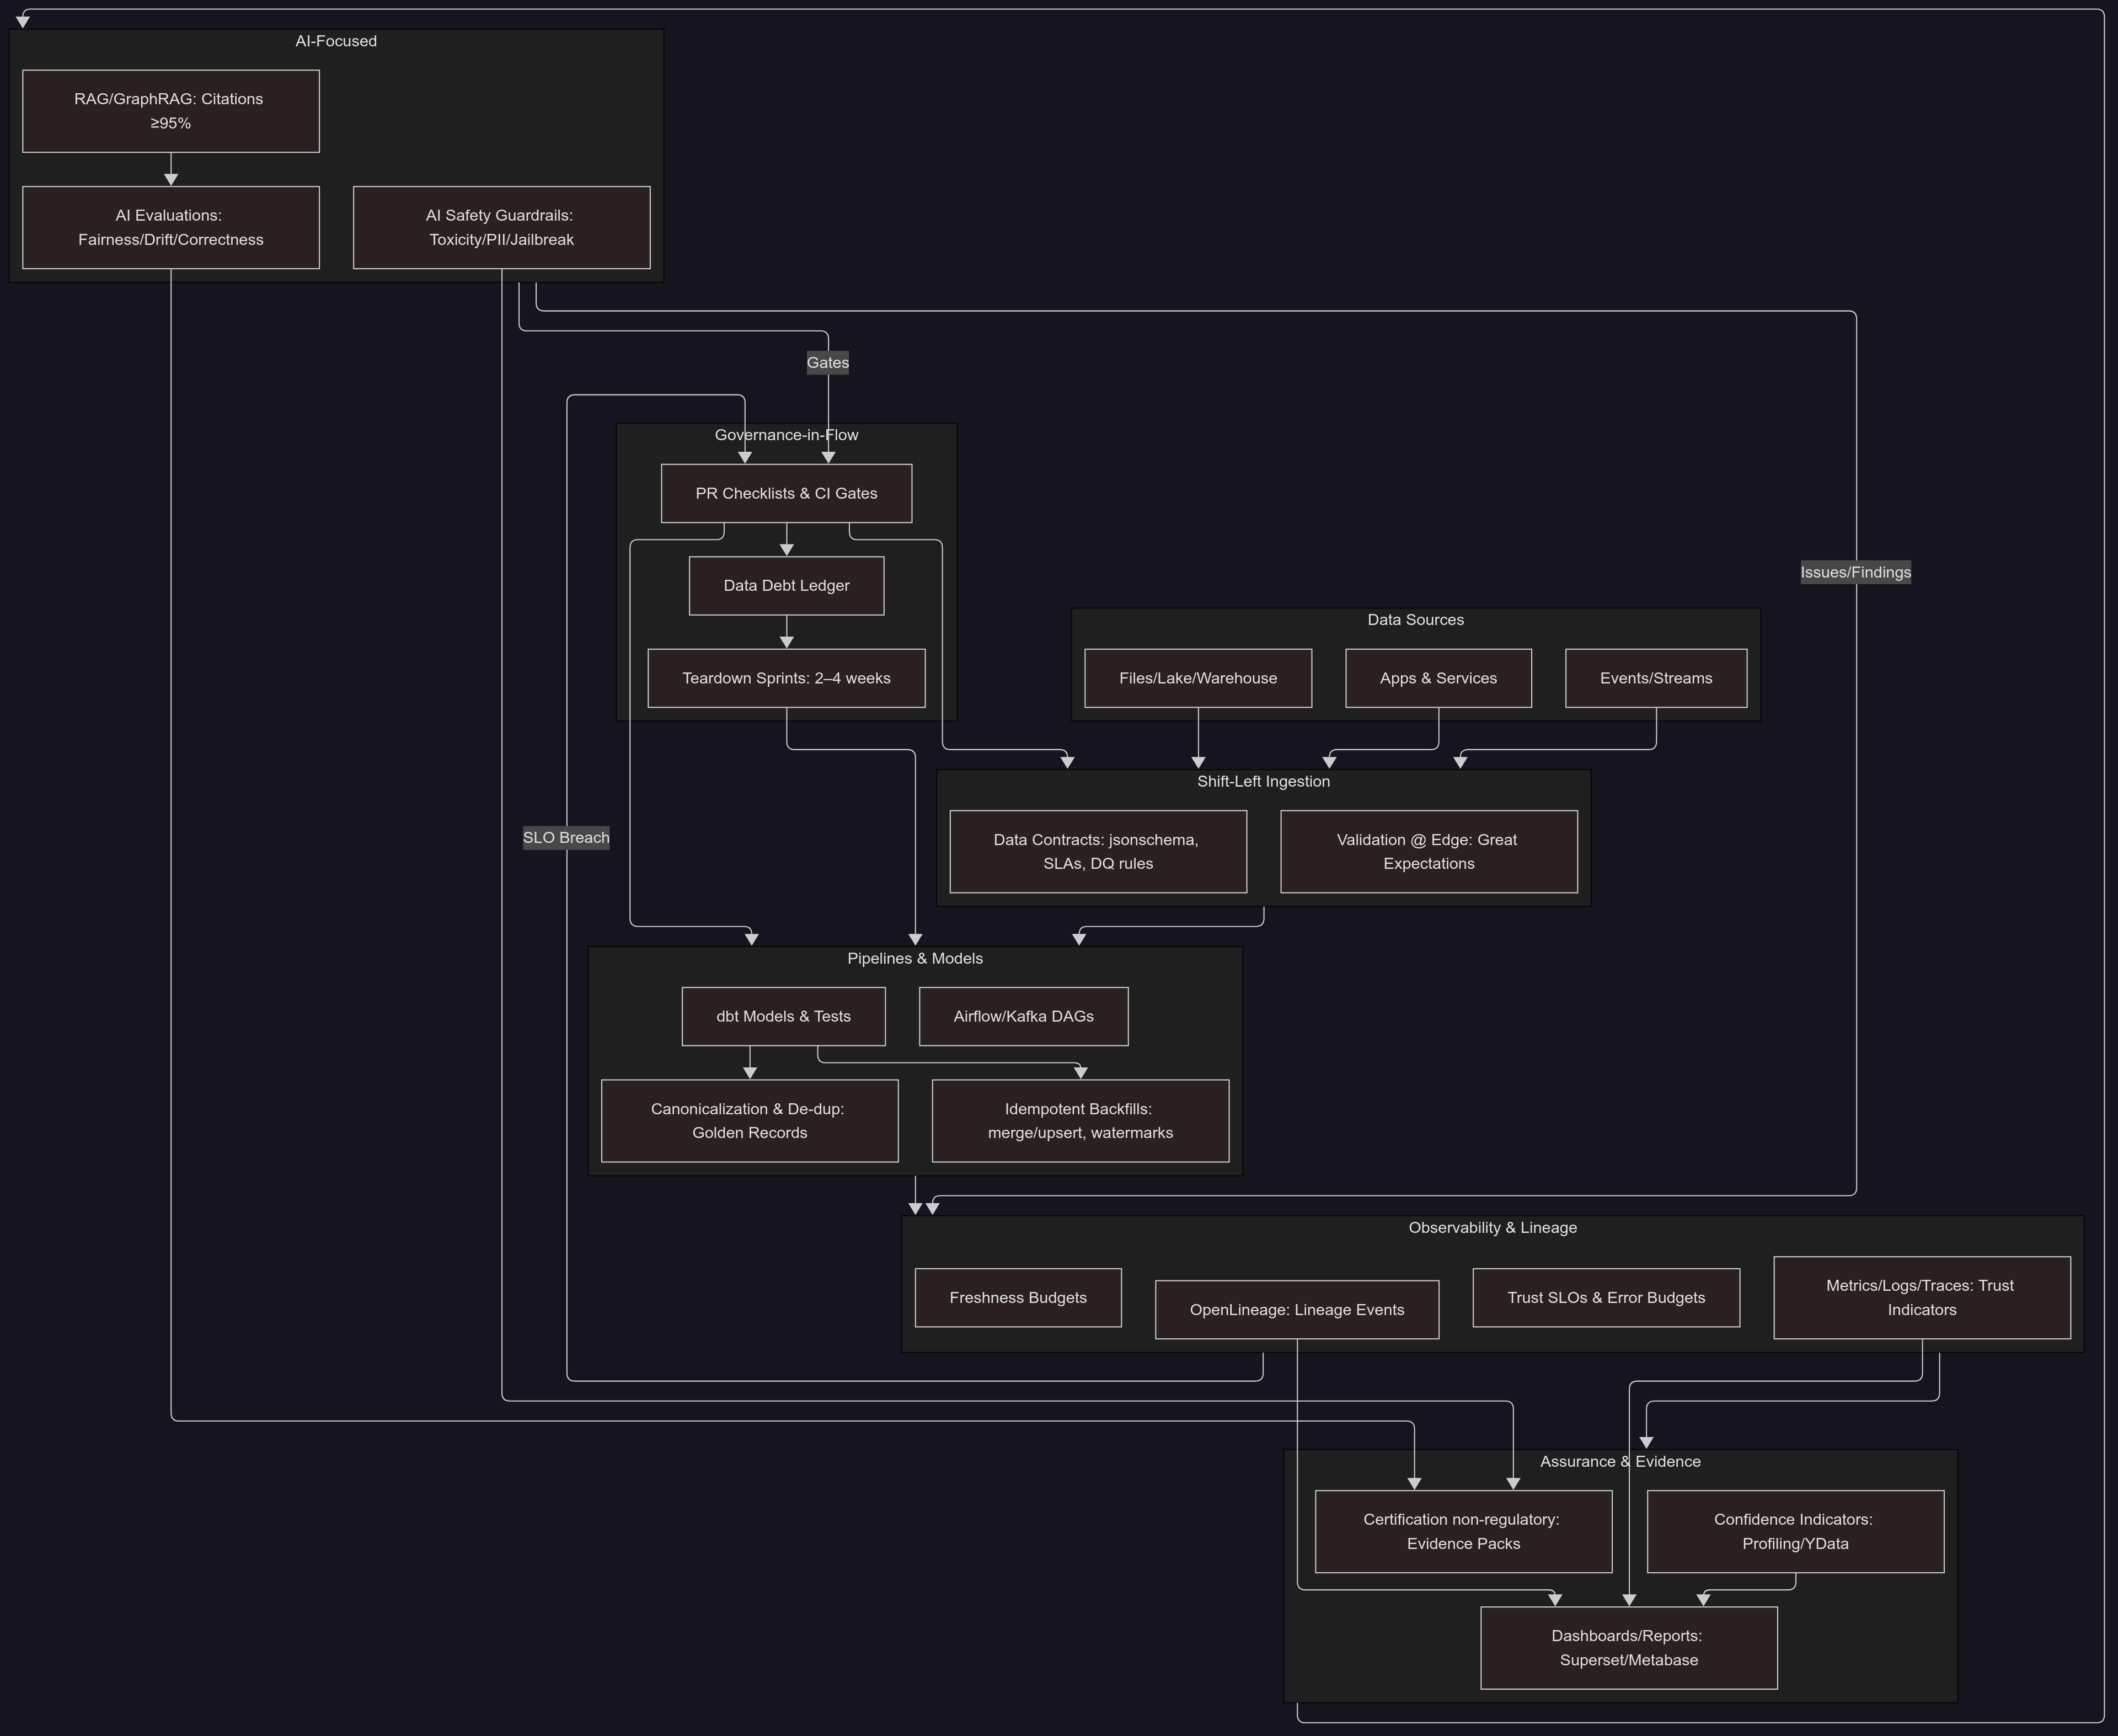 AI-Focused
RAG/GraphRAG: Citations
≥95%
AI Evaluations:
Fairness/Drift/Correctness
AI Safety Guardrails:
Toxicity/PII/Jailbreak
Gates
Governance-in-Flow
PR Checklists & CI Gates
Data Debt Ledger
Teardown Sprints: 2–4 weeks
Issues/Findings
Data Sources
Files/Lake/Warehouse
Apps & Services
Events/Streams
Shift-Left Ingestion
Data Contracts: jsonschema,
SLAs, DQ rules
Validation @ Edge: Great
Expectations
SLO Breach
Pipelines & Models
dbt Models & Tests
Airflow/Kafka DAGs
Canonicalization & De-dup:
Golden Records
Idempotent Backfills:
merge/upsert, watermarks
Observability & Lineage
Freshness Budgets
OpenLineage: Lineage Events
Trust SLOs & Error Budgets
Metrics/Logs/Traces: Trust
Indicators
Assurance & Evidence
Certification non-regulatory:
Evidence Packs
Confidence Indicators:
Profiling/YData
Dashboards/Reports:
Superset/Metabase